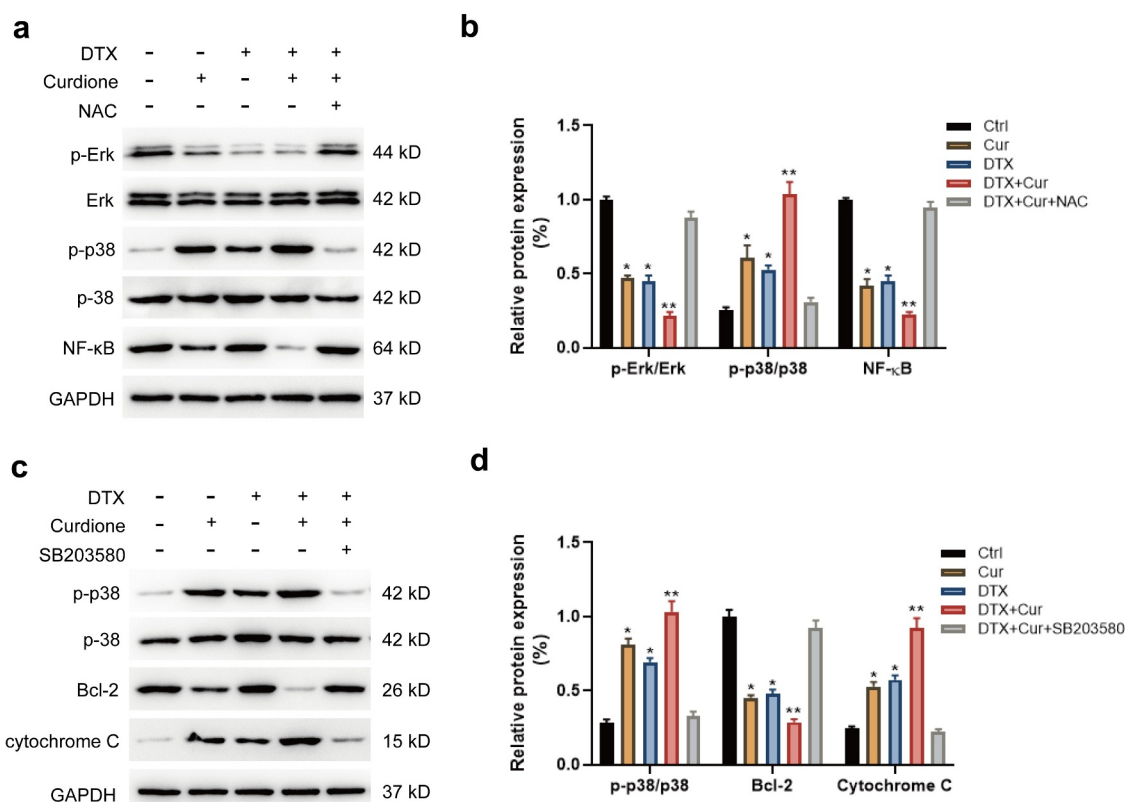 a
DTX - - + + +
Curdione - + - + +
NAC - - - - +
p-Erk 44 kD
Erk 42 kD
p-p38 42 kD
p-38 42 kD
NF-κB 64 kD
GAPDH 37 kD
b
Relative protein expression
(%)
1.5
1.0
0.5
0.0
* * **
* * **
* * **
p-Erk/Erk p-p38/p38 NF-κB
Ctrl
Cur
DTX
DTX+Cur
DTX+Cur+NAC
c
DTX - - + + +
Curdione - + - + +
SB203580 - - - - +
p-p38 42 kD
p-38 42 kD
Bcl-2 26 kD
cytochrome C 15 kD
GAPDH 37 kD
d
Relative protein expression
(%)
1.5
1.0
0.5
0.0
* * **
* * **
* * **
p-p38/p38 Bcl-2 Cytochrome C
Ctrl
Cur
DTX
DTX+Cur
DTX+Cur+SB203580